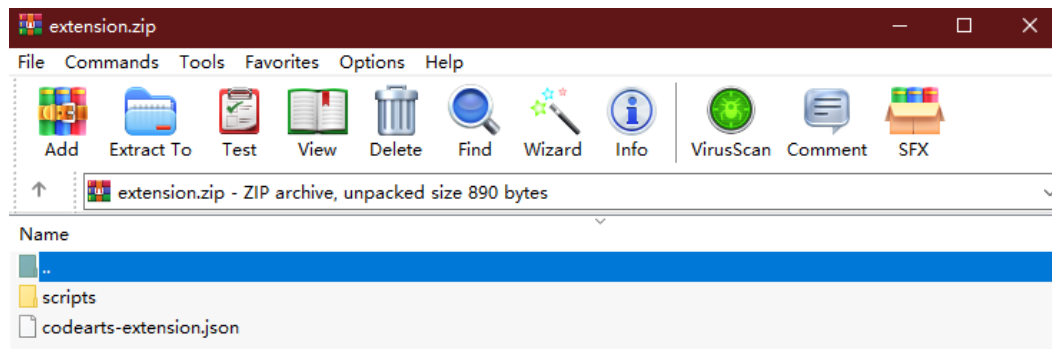 extension.zip
File Commands Tools Favorites Options Help
Add Extract To Test View Delete Find Wizard Info VirusScan Comment SFX
extension.zip - ZIP archive, unpacked size 890 bytes
Name
..
scripts
codearts-extension.json